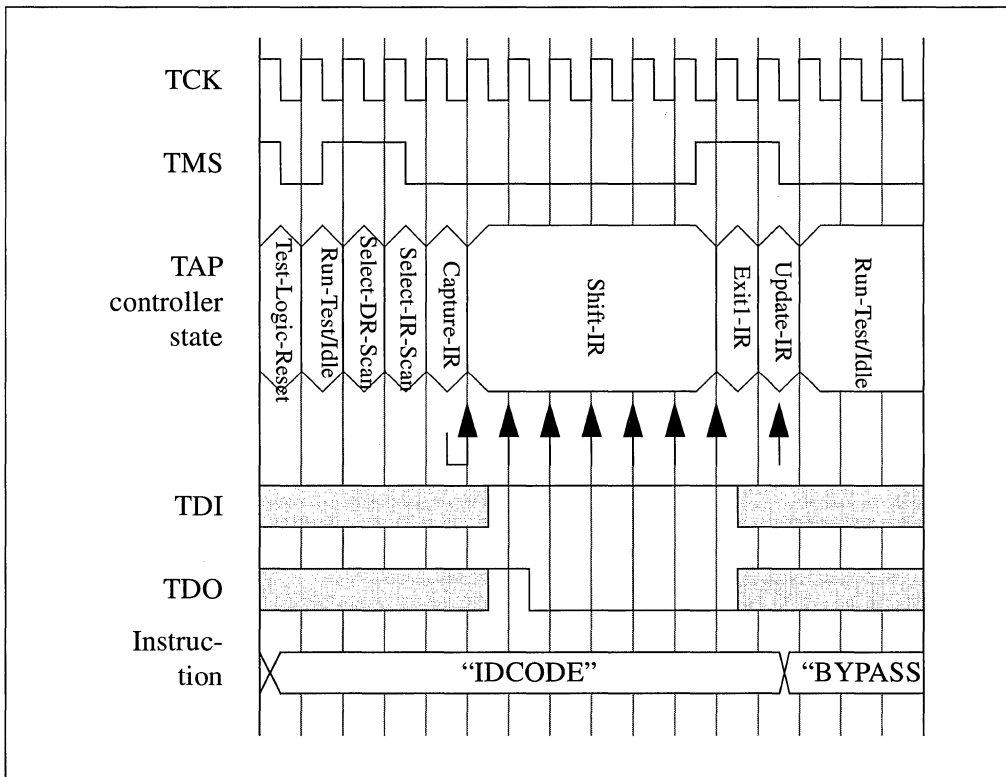 TCK
TMS
TAP
controller
state
Test-Logic-Reset
Run-Test/Idle
Select-DR-Scan
Select-IR-Scan
Capture-IR
Shift-IR
Exit1-IR
Update-IR
Run-Test/Idle
TDI
TDO
Instruc-
tion
“IDCODE”
“BYPASS